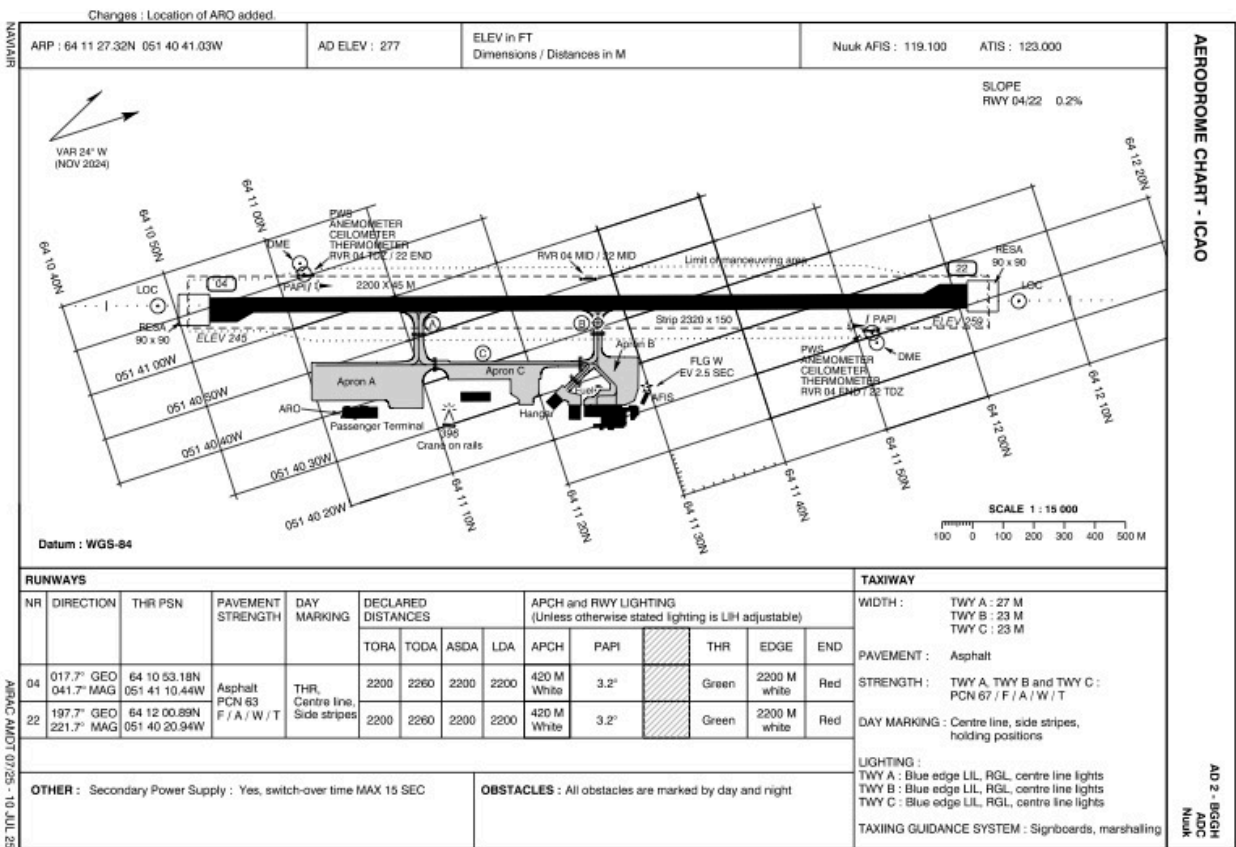 Changes : Location of ARO added.
NAVIAIR
ARP : 64 11 27.32N 051 40 41.03W
AD ELEV : 277
ELEV in FT
Dimensions / Distances in M
Nuuk AFIS : 119.100 ATIS : 123.000
AERODROME CHART - ICAO
SLOPE
RWY 04/22 0.2%
VAR 24° W
(NOV 2024)
64 10 40N
64 10 50N
64 11 00N
64 12 20N
PWS
ANEMOMETER
CEILOMETER
THERMOMETER
RVR 04 TDZ / 22 END
DME
PAPI
04
2200 X 45 M
RVR 04 MID / 22 MID
Limit of manoeuvring area
22
RESA
90 x 90
LOC
LOC
RESA
90 x 90
ELEV 245
A
B
Strip 2320 x 150
PAPI
ELEV 259
DME
PWS
ANEMOMETER
CEILOMETER
THERMOMETER
RVR 04 END / 22 TDZ
C
Apron A
Apron C
Apron B
FLG W
EV 2.5 SEC
AFIS
Fuel
Hangar
ARO
Passenger Terminal
398
Crane on rails
051 41 00W
051 40 50W
051 40 40W
051 40 30W
051 40 20W
64 11 10N
64 11 20N
64 11 30N
64 11 40N
64 11 50N
64 12 00N
64 12 10N
SCALE 1 : 15 000
100 0 100 200 300 400 500 M
Datum : WGS-84
RUNWAYS
NR DIRECTION THR PSN PAVEMENT STRENGTH DAY MARKING DECLARED DISTANCES APCH and RWY LIGHTING
(Unless otherwise stated lighting is LIH adjustable)
TORA TODA ASDA LDA APCH PAPI THR EDGE END
04 017.7° GEO 041.7° MAG 64 10 53.18N 051 41 10.44W Asphalt PCN 63 F / A / W / T THR, Centre line, Side stripes 2200 2260 2200 2200 420 M White 3.2° Green 2200 M white Red
22 197.7° GEO 221.7° MAG 64 12 00.89N 051 40 20.94W 2200 2260 2200 2200 420 M White 3.2° Green 2200 M white Red
OTHER : Secondary Power Supply : Yes, switch-over time MAX 15 SEC
OBSTACLES : All obstacles are marked by day and night
TAXIWAY
WIDTH : TWY A : 27 M
TWY B : 23 M
TWY C : 23 M
PAVEMENT : Asphalt
STRENGTH : TWY A, TWY B and TWY C :
PCN 67 / F / A / W / T
DAY MARKING : Centre line, side stripes,
holding positions
LIGHTING :
TWY A : Blue edge LIL, RGL, centre line lights
TWY B : Blue edge LIL, RGL, centre line lights
TWY C : Blue edge LIL, RGL, centre line lights
TAXIING GUIDANCE SYSTEM : Signboards, marshalling
AIRAC AMDT 07/25 - 10 JUL 25
AD 2 - BGGH
ADC
Nuuk